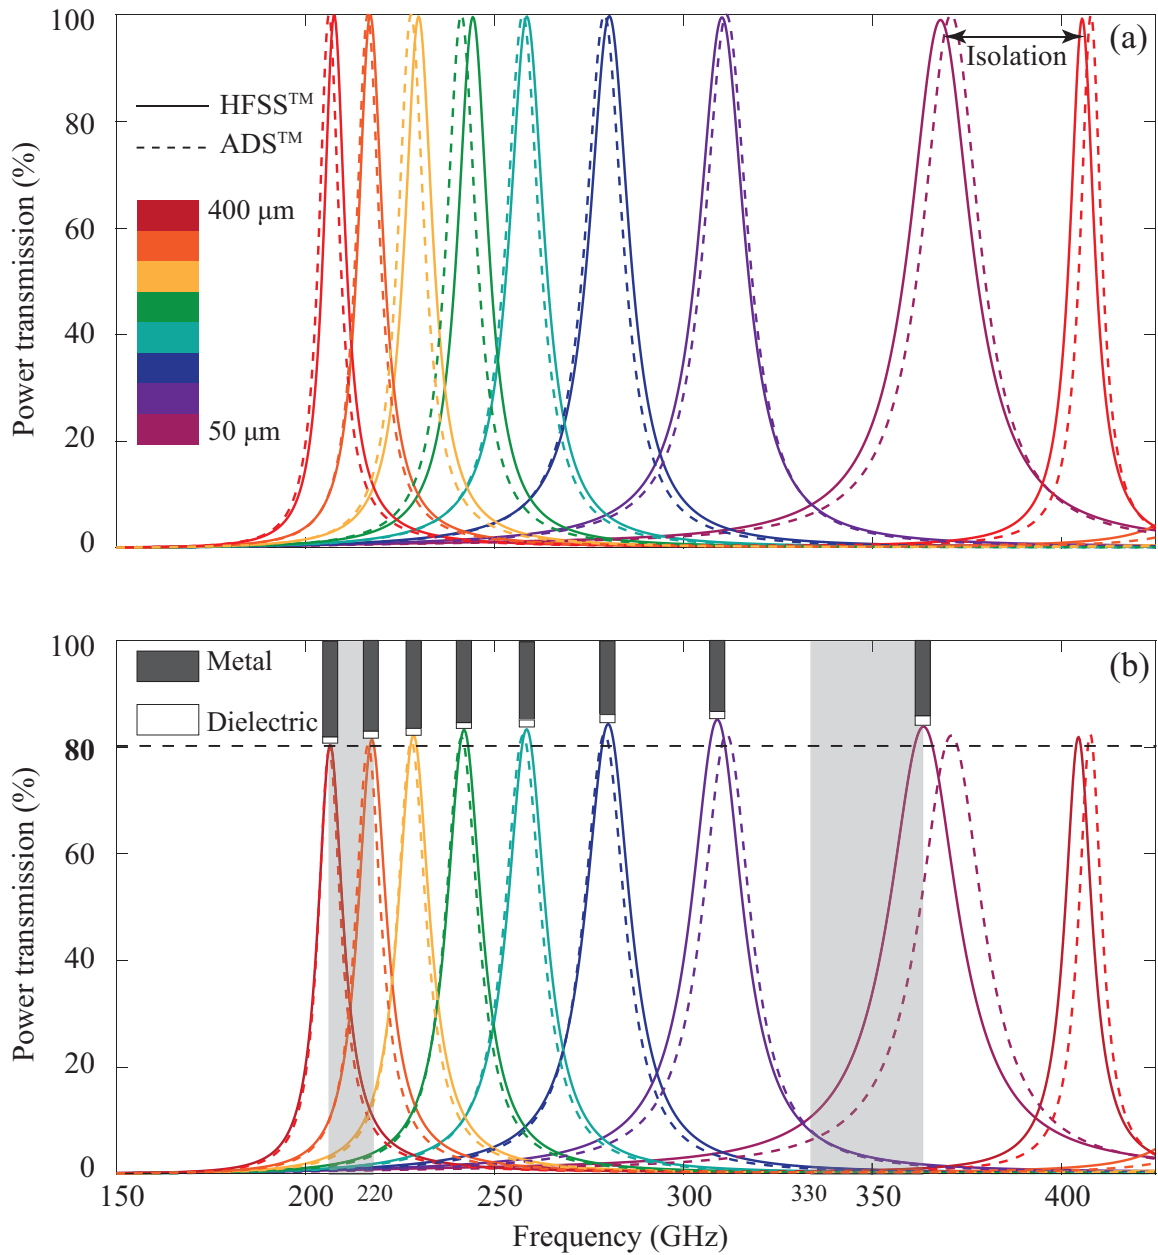 100
80
60
40
20
0
Power transmission (%)
HFSS™
ADS™
400 μm
50 μm
(a)
Isolation
100
80
60
40
20
0
Power transmission (%)
Metal
Dielectric
(b)
150
200
220
250
300
330
350
400
Frequency (GHz)